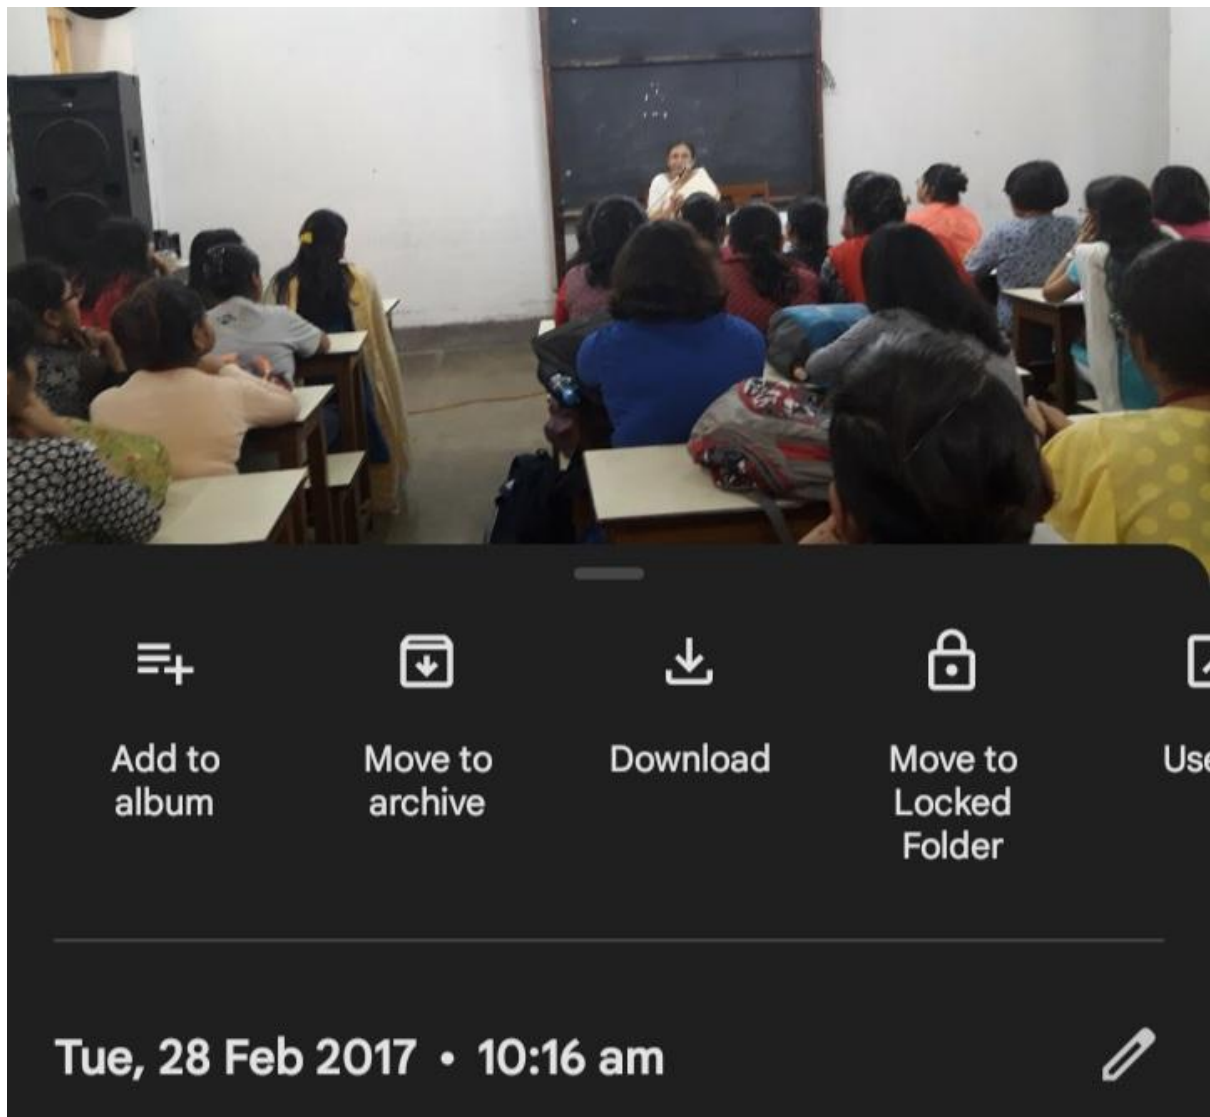 Add to
album
Move to
archive
Download
Move to
Locked
Folder
Tue, 28 Feb 2017 • 10:16 am